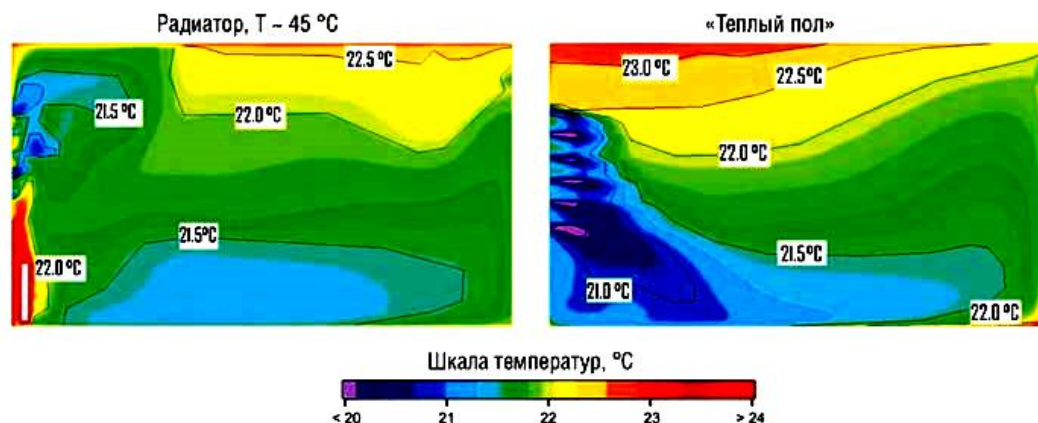 Радиатор, T ~ 45 °C
«Теплый пол»
22.5 °C
21.5 °C
22.0 °C
21.5°C
22.0 °C
23.0 °C
22.5 °C
22.0 °C
21.5 °C
21.0 °C
22.0 °C
Шкала температур, °C
< 20 21 22 23 > 24